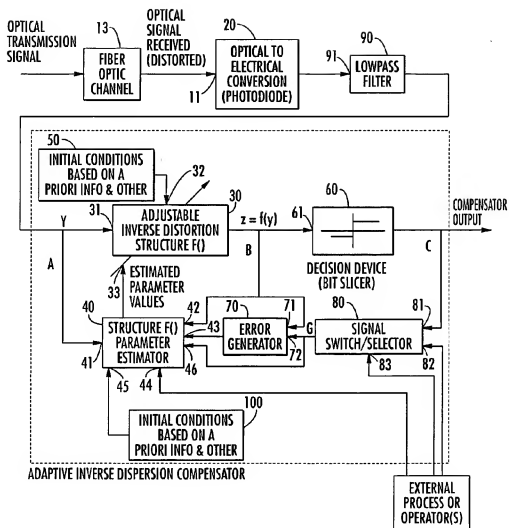 OPTICAL
TRANSMISSION
SIGNAL
13
FIBER
OPTIC
CHANNEL
OPTICAL
SIGNAL
RECEIVED
(DISTORTED)
11
20
OPTICAL TO
ELECTRICAL
CONVERSION
(PHOTODIODE)
91
90
LOWPASS
FILTER
50
INITIAL CONDITIONS
BASED ON A
PRIORI INFO & OTHER
32
Y
31
30
ADJUSTABLE
INVERSE DISTORTION
STRUCTURE F()
z = f(y)
61
60
DECISION DEVICE
(BIT SLICER)
COMPENSATOR
OUTPUT
A
B
C
33
ESTIMATED
PARAMETER
VALUES
40
42
STRUCTURE F()
PARAMETER
ESTIMATOR
43
41
45
44
46
70
71
ERROR
GENERATOR
72
G
80
81
SIGNAL
SWITCH/SELECTOR
83
82
100
INITIAL CONDITIONS
BASED ON A
PRIORI INFO & OTHER
ADAPTIVE INVERSE DISPERSION COMPENSATOR
EXTERNAL
PROCESS OR
OPERATOR(S)